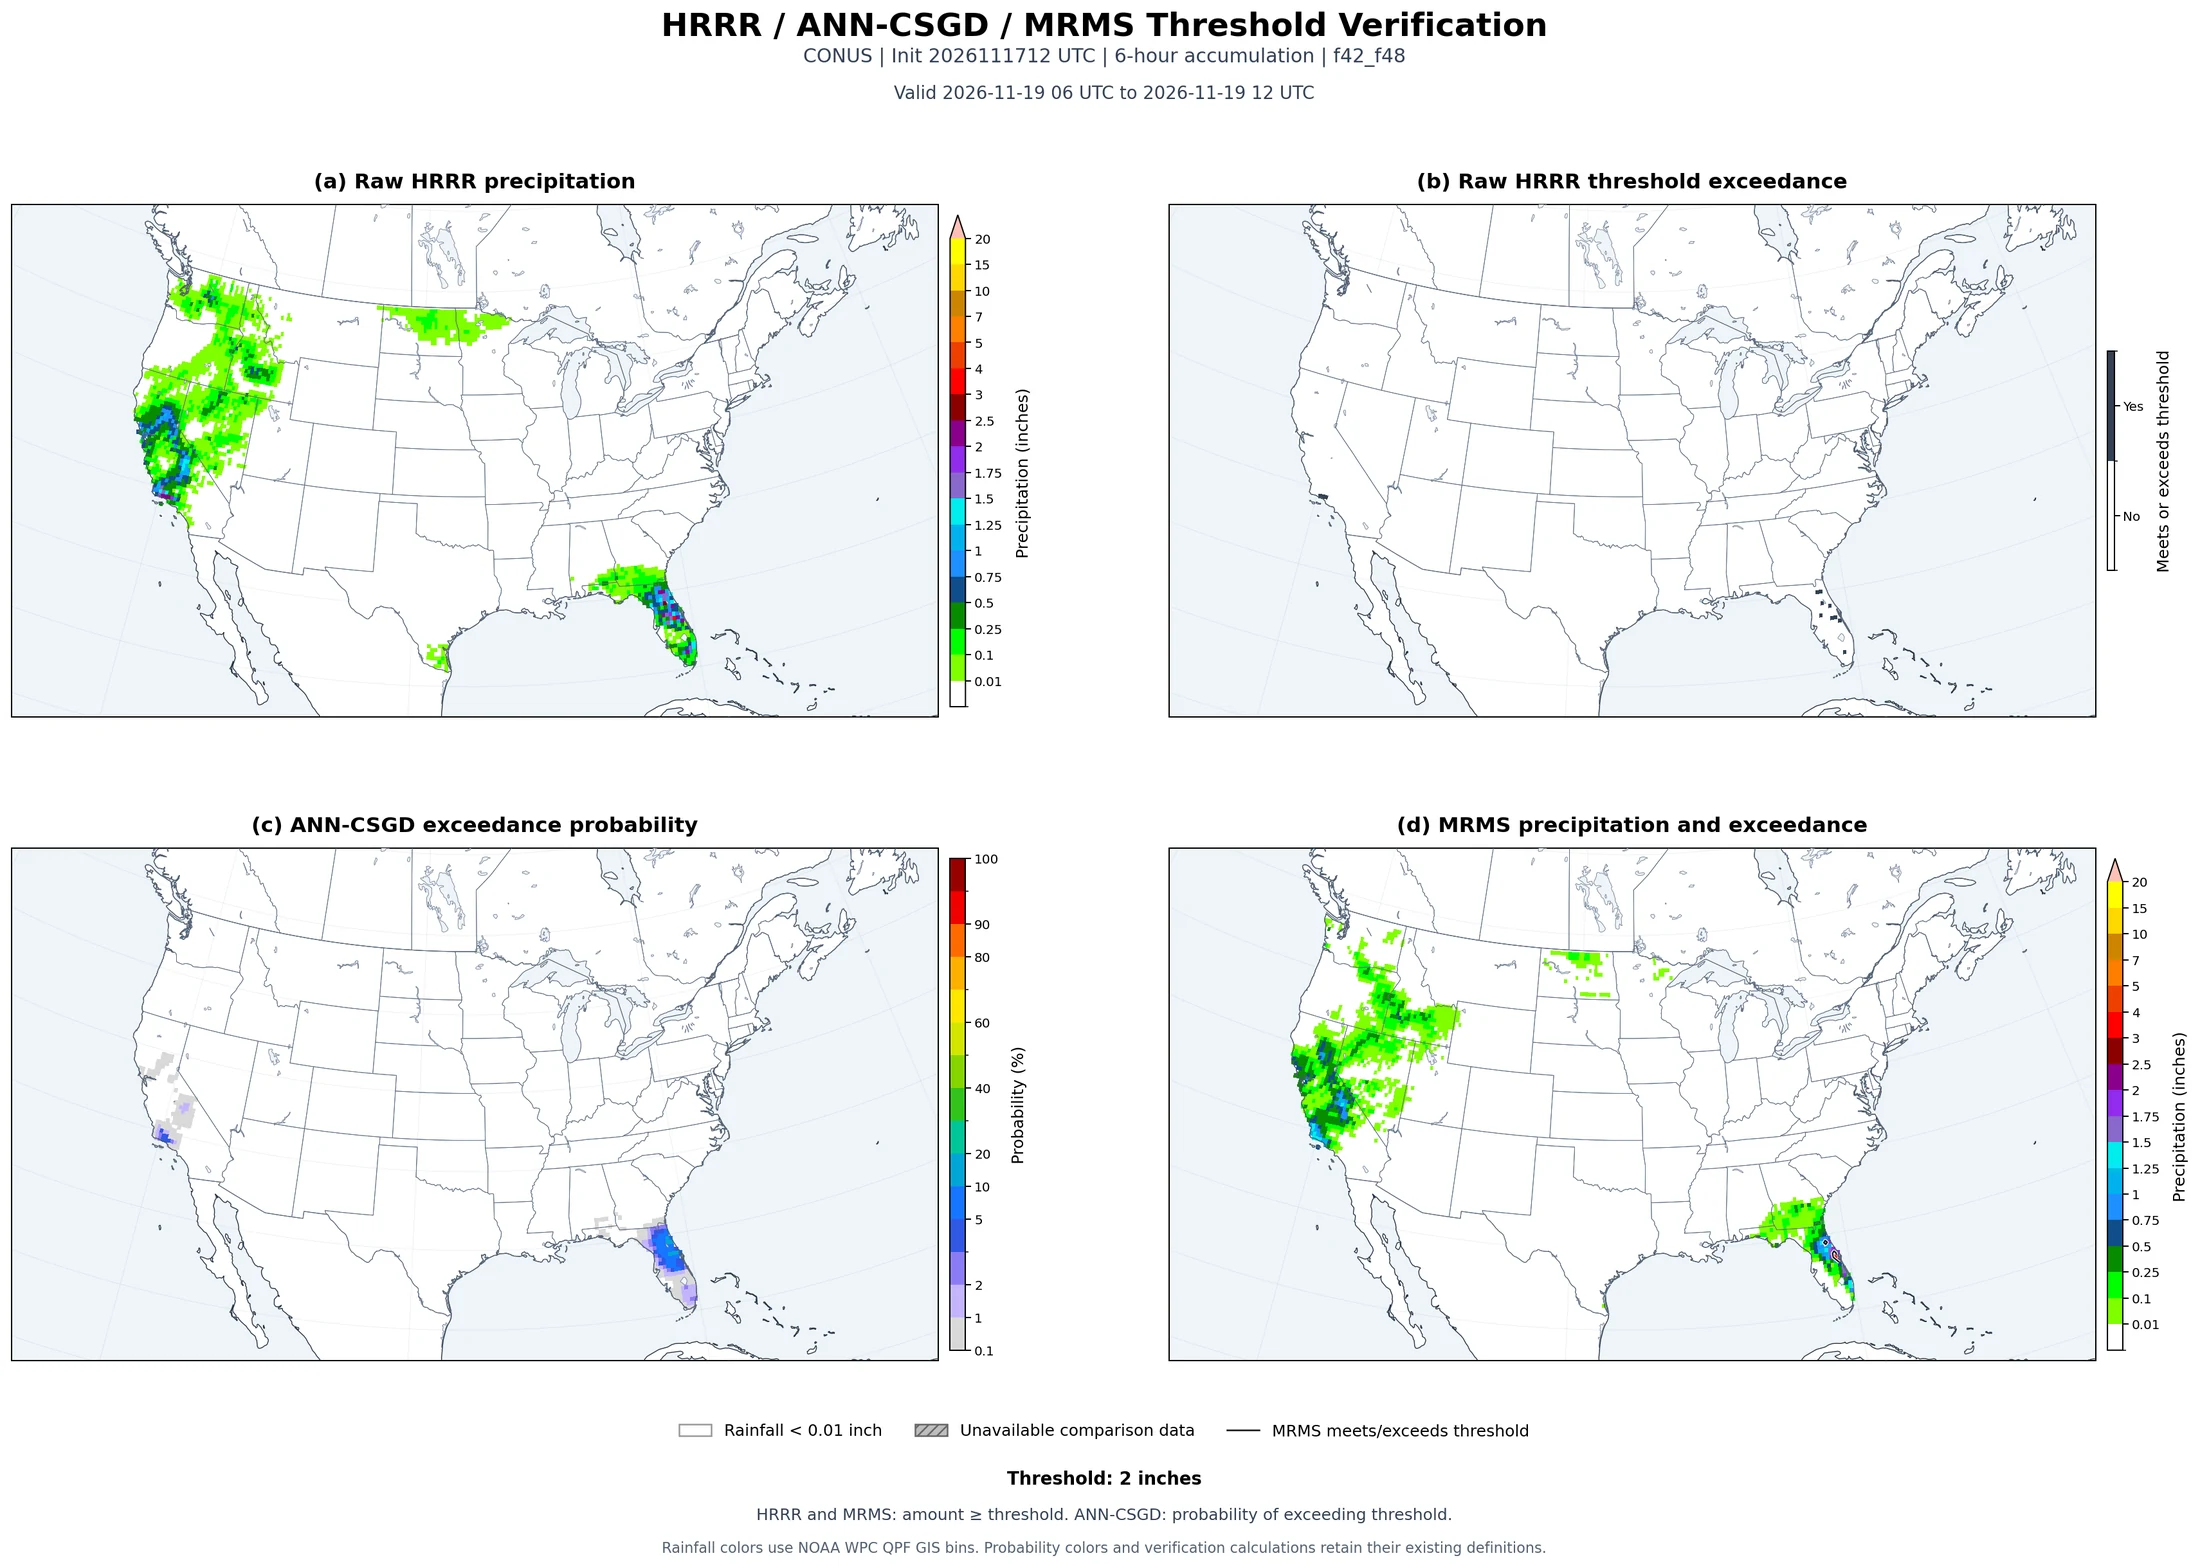 HRRR / ANN-CSGD / MRMS Threshold Verification
CONUS | Init 2026111712 UTC | 6-hour accumulation | f42_f48
Valid 2026-11-19 06 UTC to 2026-11-19 12 UTC
(a) Raw HRRR precipitation
20
15
10
7
5
4
3
2.5
2
1.75
1.5
1.25
1
0.75
0.5
0.25
0.1
0.01
Precipitation (inches)
(b) Raw HRRR threshold exceedance
Yes
No
Meets or exceeds threshold
(c) ANN-CSGD exceedance probability
100
90
80
60
40
20
10
5
2
1
0.1
Probability (%)
(d) MRMS precipitation and exceedance
20
15
10
7
5
4
3
2.5
2
1.75
1.5
1.25
1
0.75
0.5
0.25
0.1
0.01
Precipitation (inches)
Rainfall < 0.01 inch
Unavailable comparison data
MRMS meets/exceeds threshold
Threshold: 2 inches
HRRR and MRMS: amount ≥ threshold. ANN-CSGD: probability of exceeding threshold.
Rainfall colors use NOAA WPC QPF GIS bins. Probability colors and verification calculations retain their existing definitions.